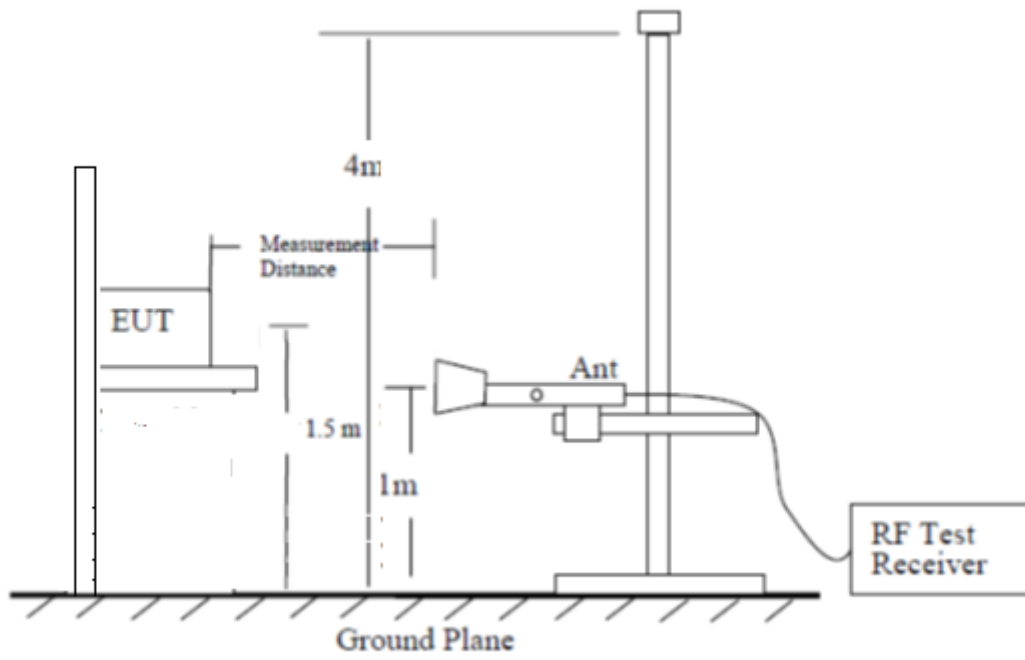 4m
Measurement
Distance
EUT
Ant
1.5 m
1m
RF Test
Receiver
Ground Plane